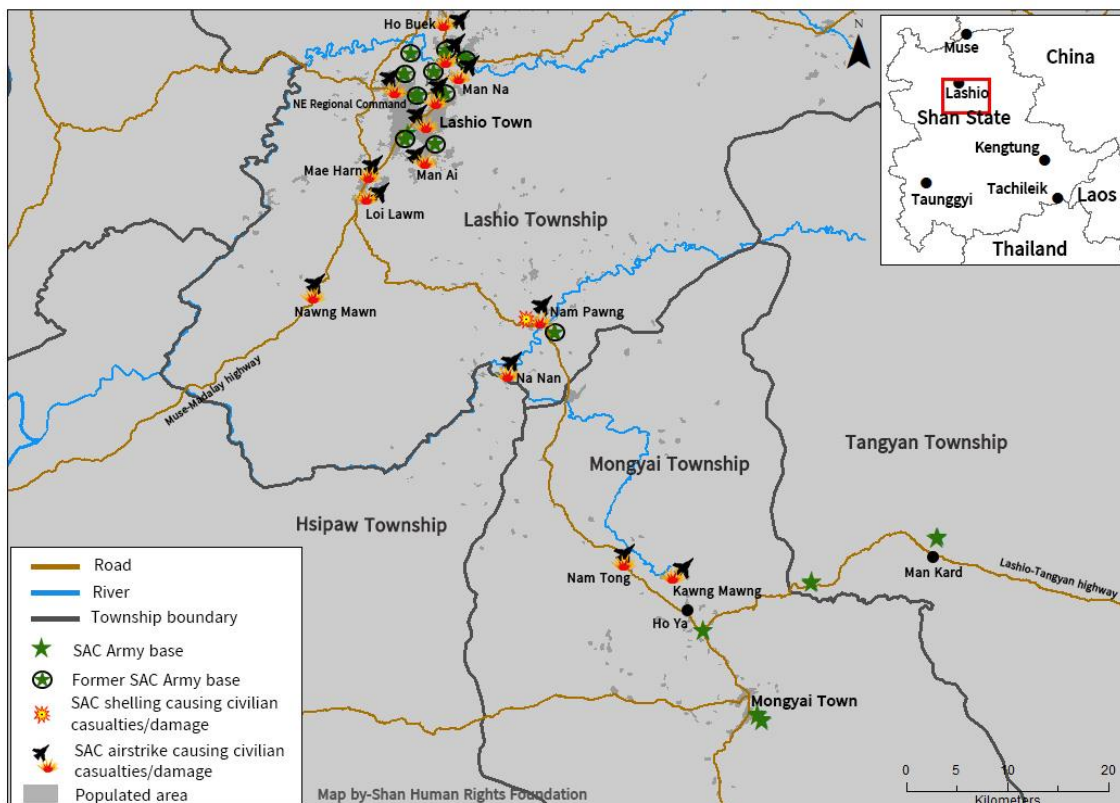 Ho Buek
N
Man Na
NE Regional Command
Lashio Town
Mae Harn
Man Ai
Loi Lawm
Lashio Township
Nawng Mawn
Nam Pawng
Muse-Madalay highway
Na Nan
Tangyan Township
Mongyai Township
Hsipaw Township
Man Kard
Lashio-Tangyan highway
Nam Tong
Kawng Mawng
Ho Ya
Mongyai Town
Muse
China
Lashio
Shan State
Kengtung
Taunggyi
Tachileik
Laos
Thailand
Road
River
Township boundary
SAC Army base
Former SAC Army base
SAC shelling causing civilian
casualties/damage
SAC airstrike causing civilian
casualties/damage
Populated area
Map by-Shan Human Rights Foundation
0 5 10 20
Kilometers